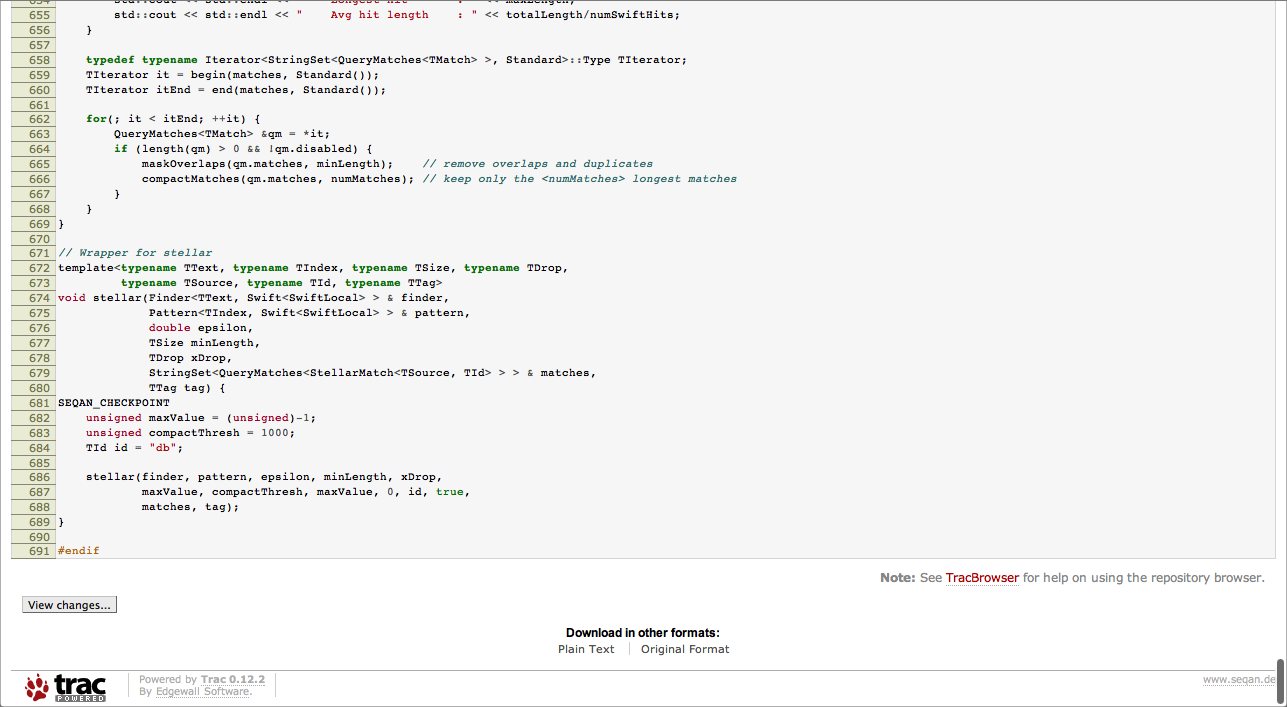 654 std::cout << std::endl << "    Longest hit       : " << maxLength;
655         std::cout << std::endl << "    Avg hit length    : " << totalLength/numSwiftHits;
656     }
657
658     typedef typename Iterator<StringSet<QueryMatches<TMatch> >, Standard>::Type TIterator;
659     TIterator it = begin(matches, Standard());
660     TIterator itEnd = end(matches, Standard());
661
662     for(; it < itEnd; ++it) {
663         QueryMatches<TMatch> &qm = *it;
664         if (length(qm) > 0 && !qm.disabled) {
665             maskOverlaps(qm.matches, minLength);    // remove overlaps and duplicates
666             compactMatches(qm.matches, numMatches); // keep only the <numMatches> longest matches
667         }
668     }
669 }
670
671 // Wrapper for stellar
672 template<typename TText, typename TIndex, typename TSize, typename TDrop,
673          typename TSource, typename TId, typename TTag>
674 void stellar(Finder<TText, Swift<SwiftLocal> > & finder,
675              Pattern<TIndex, Swift<SwiftLocal> > & pattern,
676              double epsilon,
677              TSize minLength,
678              TDrop xDrop,
679              StringSet<QueryMatches<StellarMatch<TSource, TId> > > & matches,
680              TTag tag) {
681 SEQAN_CHECKPOINT
682     unsigned maxValue = (unsigned)-1;
683     unsigned compactThresh = 1000;
684     TId id = "db";
685
686     stellar(finder, pattern, epsilon, minLength, xDrop,
687             maxValue, compactThresh, maxValue, 0, id, true,
688             matches, tag);
689 }
690
691 #endif
Note: See TracBrowser for help on using the repository browser.
View changes...
Download in other formats:
Plain Text
Original Format
trac
POWERED
Powered by Trac 0.12.2
By Edgewall Software.
www.seqan.de